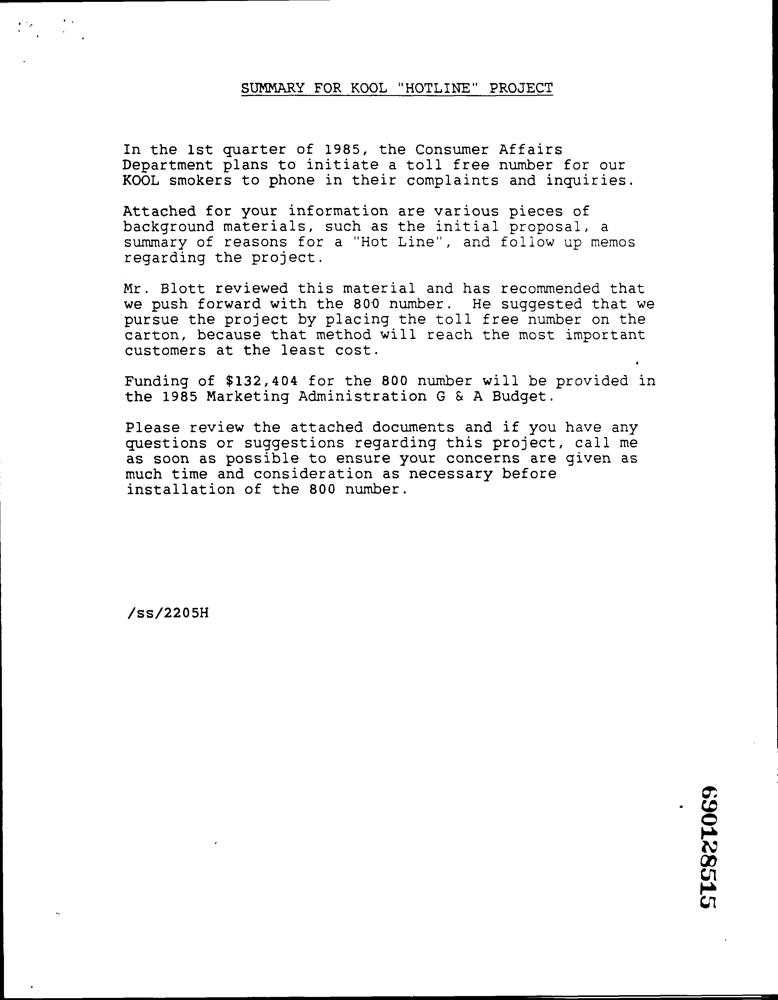 SUMMARY FOR KOOL "HOTLINE" PROJECT
In the 1st quarter of 1985, the Consumer Affairs
Department plans to initiate a toll free number for our
KOOL smokers to phone in their complaints and inquiries.
Attached for your information are various pieces of
background materials, such as the initial proposal, a
summary of reasons for a "Hot Line", and follow up memos
regarding the project.
Mr. Blott reviewed this material and has recommended that
we push forward with the 800 number. He suggested that we
pursue the project by placing the toll free number on the
carton, because that method will reach the most important
customers at the least cost.
Funding of $132,404 for the 800 number will be provided in
the 1985 Marketing Administration G & A Budget.
Please review the attached documents and if you have any
questions or suggestions regarding this project, call me
as soon as possible to ensure your concerns are given as
much time and consideration as necessary before
installation of the 800 number.
/ss/2205H
690128515